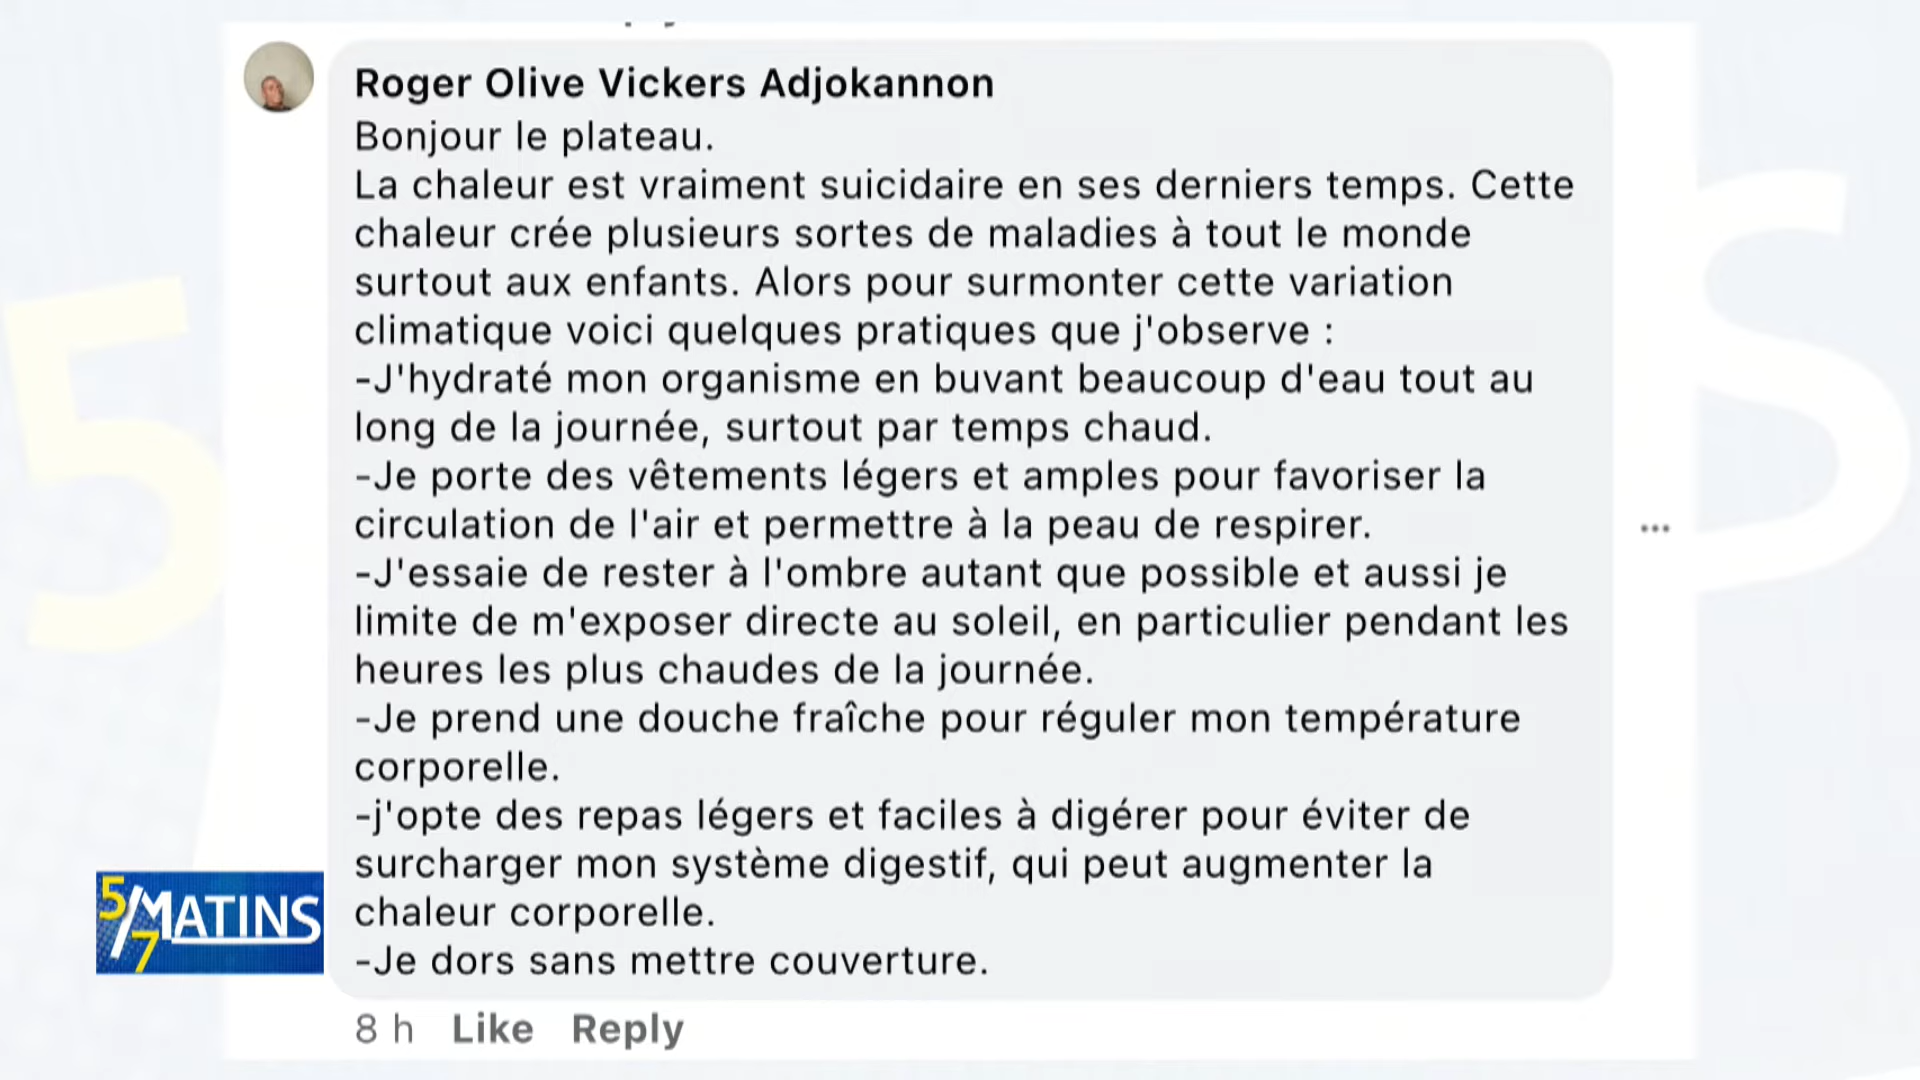 Roger Olive Vickers Adjokannon
Bonjour le plateau.
La chaleur est vraiment suicidaire en ses derniers temps. Cette
chaleur crée plusieurs sortes de maladies à tout le monde
surtout aux enfants. Alors pour surmonter cette variation
climatique voici quelques pratiques que j'observe :
-J'hydraté mon organisme en buvant beaucoup d'eau tout au
long de la journée, surtout par temps chaud.
-Je porte des vêtements légers et amples pour favoriser la
circulation de l'air et permettre à la peau de respirer.
-J'essaie de rester à l'ombre autant que possible et aussi je
limite de m'exposer directe au soleil, en particulier pendant les
heures les plus chaudes de la journée.
-Je prend une douche fraîche pour réguler mon température
corporelle.
-j'opte des repas légers et faciles à digérer pour éviter de
surcharger mon système digestif, qui peut augmenter la
chaleur corporelle.
-Je dors sans mettre couverture.
8 h Like Reply
5/7 MATINS
5
S